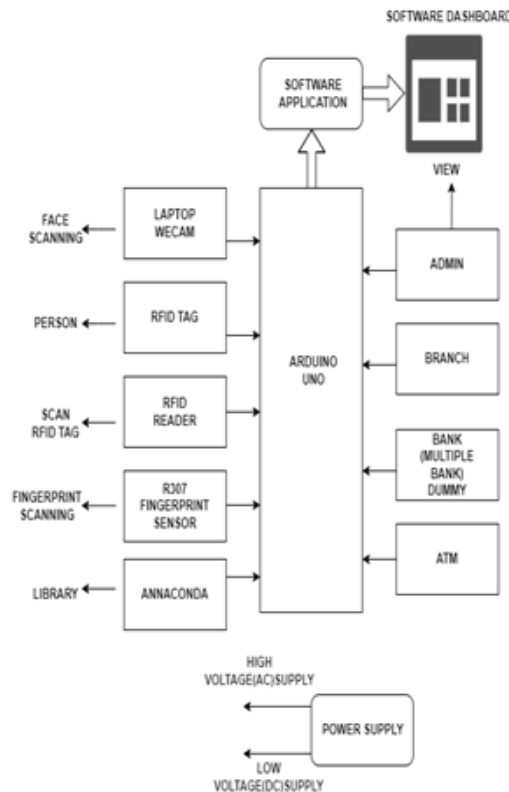 SOFTWARE DASHBOARD
SOFTWARE
APPLICATION
VIEW
FACE
SCANNING
LAPTOP
WECAM
ADMIN
PERSON
RFID TAG
ARDUINO
UNO
BRANCH
SCAN
RFID TAG
RFID
READER
BANK
(MULTIPLE
BANK)
DUMMY
FINGERPRINT
SCANNING
R307
FINGERPRINT
SENSOR
ATM
LIBRARY
ANNACONDA
HIGH
VOLTAGE(AC)SUPPLY
POWER SUPPLY
LOW
VOLTAGE(DC)SUPPLY